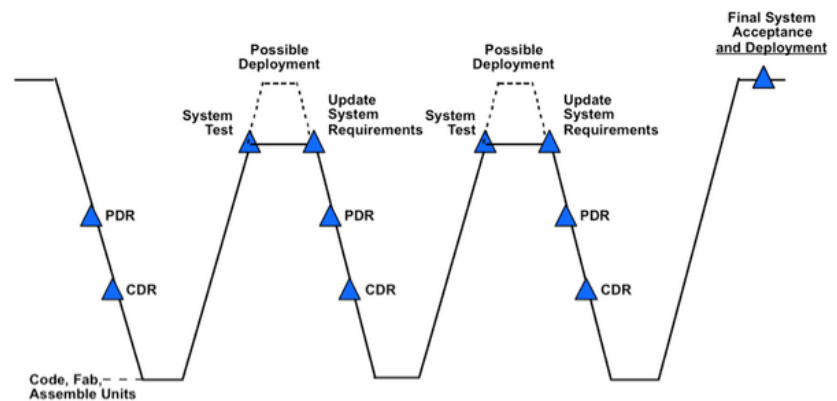 Final System
Acceptance
and Deployment
Possible
Deployment
Possible
Deployment
System
Test
Update
System
Requirements
System
Test
Update
System
Requirements
PDR
PDR
PDR
CDR
CDR
CDR
Code, Fab,
Assemble Units